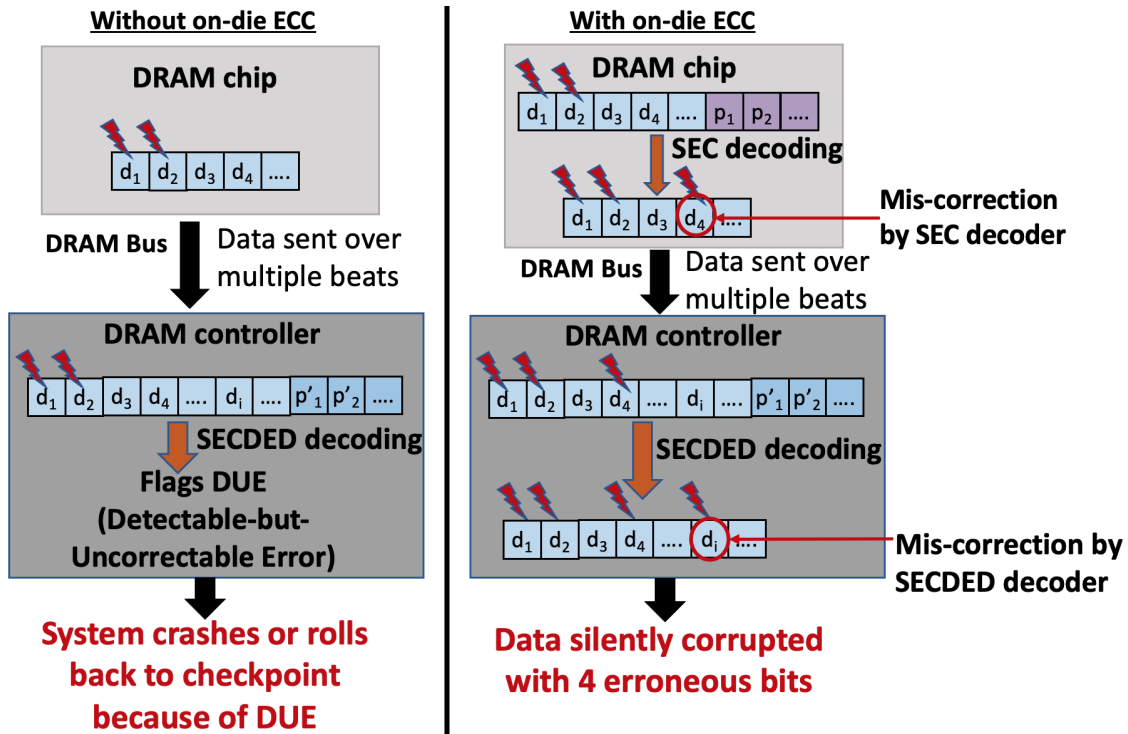 Without on-die ECC
DRAM chip
d1 d2 d3 d4 ....
DRAM Bus
Data sent over
multiple beats
DRAM controller
d1 d2 d3 d4 .... di .... p'1 p'2 ....
SECDED decoding
Flags DUE
(Detectable-but-
Uncorrectable Error)
System crashes or rolls
back to checkpoint
because of DUE
With on-die ECC
DRAM chip
d1 d2 d3 d4 .... p1 p2 ....
SEC decoding
d1 d2 d3 d4 ....
Mis-correction
by SEC decoder
DRAM Bus
Data sent over
multiple beats
DRAM controller
d1 d2 d3 d4 .... di .... p'1 p'2 ....
SECDED decoding
d1 d2 d3 d4 .... di ....
Mis-correction by
SECDED decoder
Data silently corrupted
with 4 erroneous bits